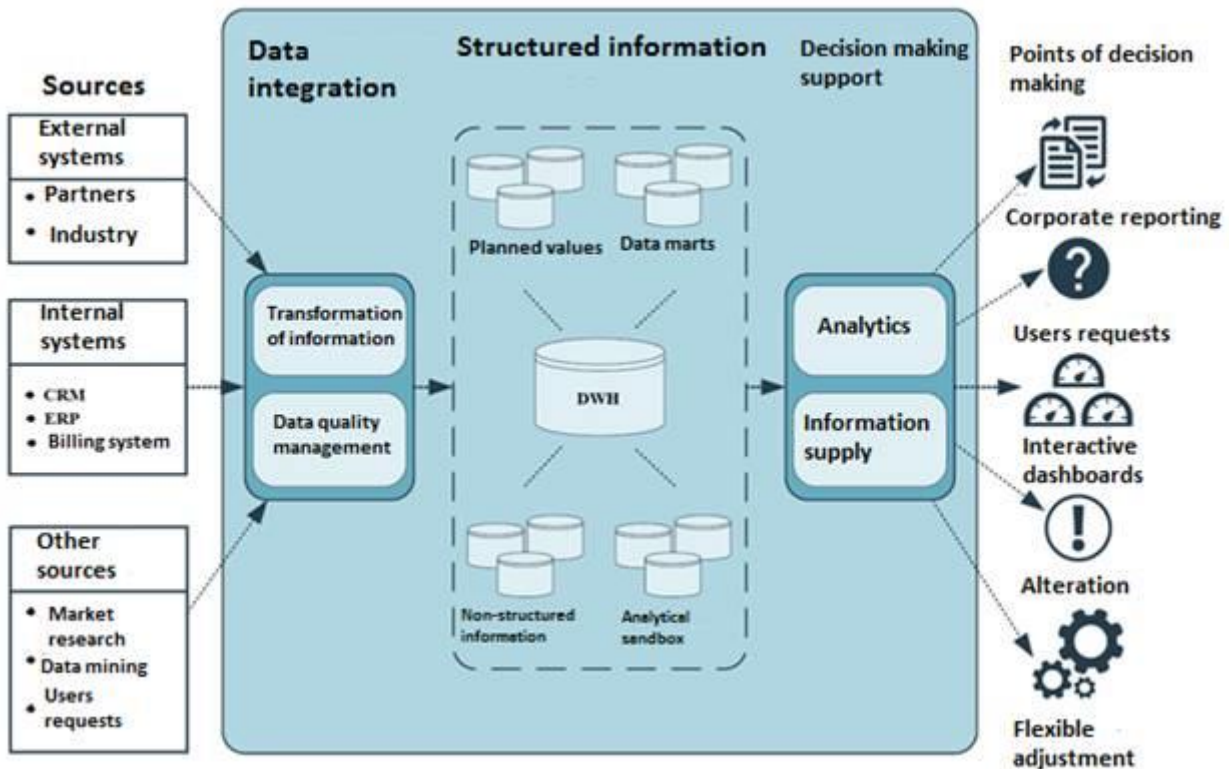 Sources
External
systems
Partners
Industry
Internal
systems
CRM
ERP
Billing system
Other
sources
Market
research
Data mining
Users
requests
Data
integration
Transformation
of information
Data quality
management
Structured information
Planned values
Data marts
DWH
Non-structured
information
Analytical
sandbox
Decision making
support
Analytics
Information
supply
Points of decision
making
Corporate reporting
?
Users requests
Interactive
dashboards
!
Alteration
Flexible
adjustment